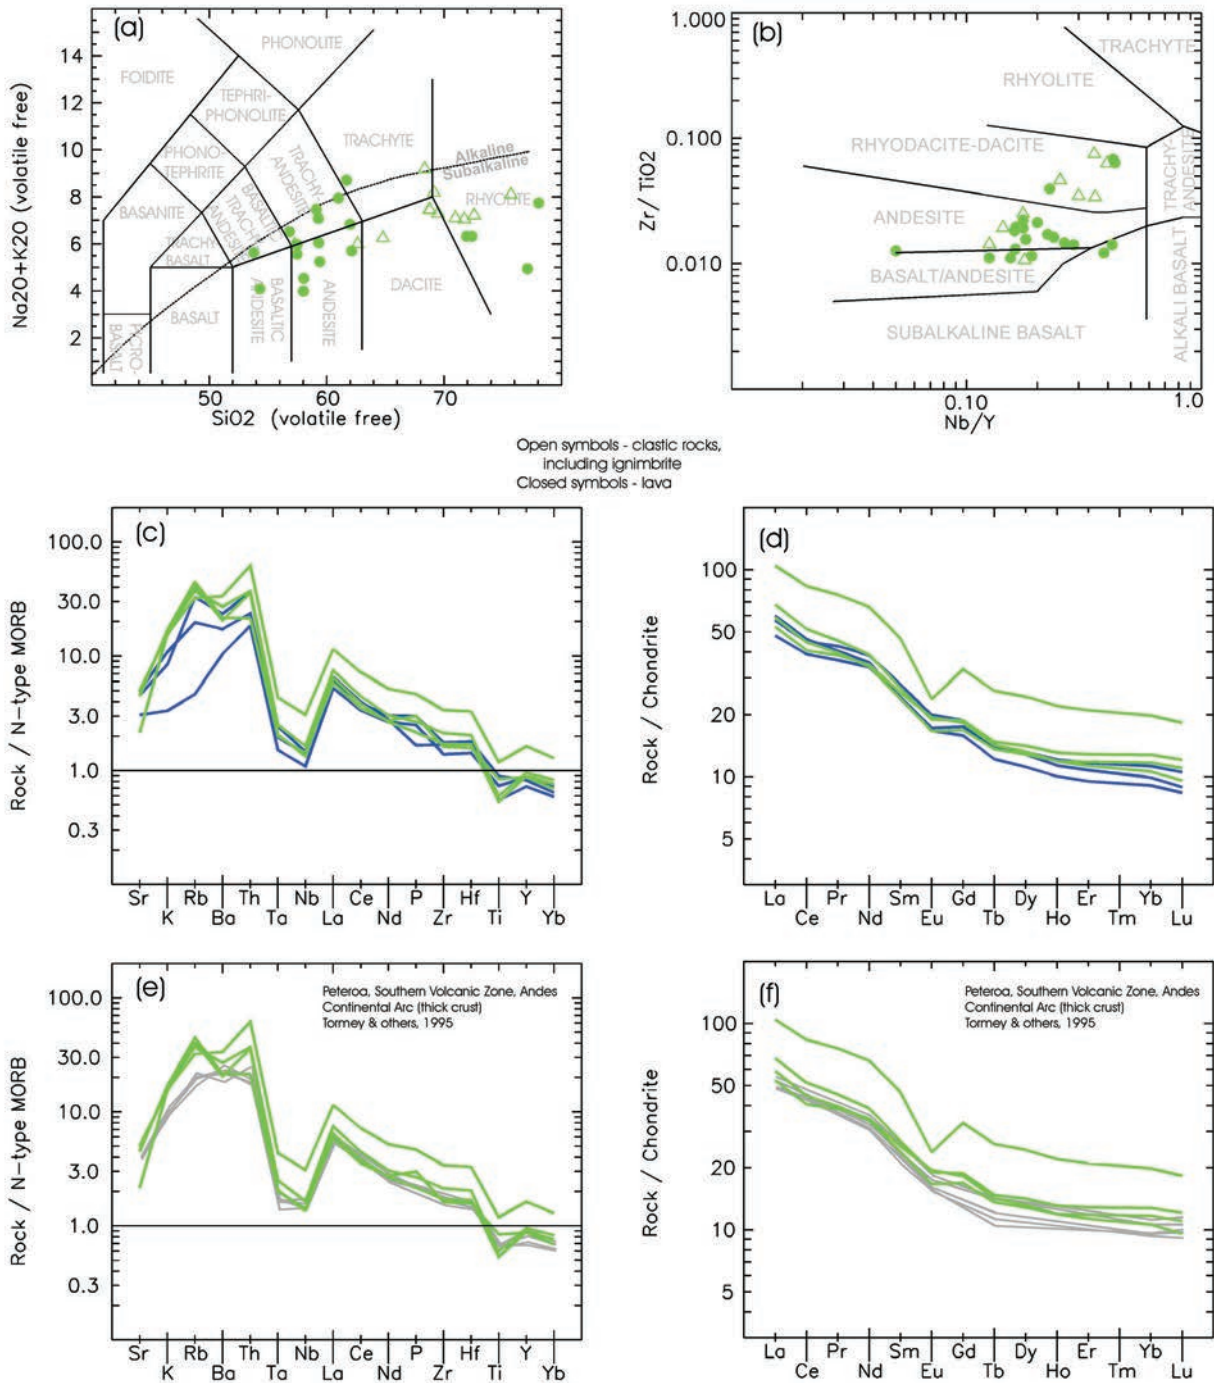 (a)
Na2O+K2O (volatile free)
14
12
10
8
6
4
2
FOIDITE
PHONOLITE
TEPHRI-
PHONOLITE
PHONO-
TEPHRITE
BASANITE
TRACHY
BASALT
BASALTIC
TRACHY
ANDESITE
TRACHY
ANDESITE
TRACHYTE
Alkaline
Subalkaline
RHYOLITE
DACITE
ANDESITE
BASALTIC
ANDESITE
BASALT
PICRO-
BASALT
50 60 70
SiO2 (volatile free)
(b)
Zr/TiO2
1.000
0.100
0.010
TRACHYTE
RHYOLITE
RHYODACITE-DACITE
TRACHY-
ANDESITE
ANDESITE
BASALT/ANDESITE
SUBALKALINE BASALT
ALKALI BASALT
0.10 1.0
Nb/Y
Open symbols - clastic rocks,
including ignimbrite
Closed symbols - lava
(c)
Rock / N-type MORB
100.0
30.0
10.0
3.0
1.0
0.3
Sr Rb Th Nb Ce P Hf Y
K Ba Ta La Nd Zr Ti Yb
(d)
Rock / Chondrite
100
50
20
10
5
La Pr Sm Gd Dy Er Yb
Ce Nd Eu Tb Ho Tm Lu
(e)
Peteroa, Southern Volcanic Zone, Andes
Continental Arc (thick crust)
Tormey & others, 1995
Rock / N-type MORB
100.0
30.0
10.0
3.0
1.0
0.3
Sr Rb Th Nb Ce P Hf Y
K Ba Ta La Nd Zr Ti Yb
(f)
Peteroa, Southern Volcanic Zone, Andes
Continental Arc (thick crust)
Tormey & others, 1995
Rock / Chondrite
100
50
20
10
5
La Pr Sm Gd Dy Er Yb
Ce Nd Eu Tb Ho Tm Lu